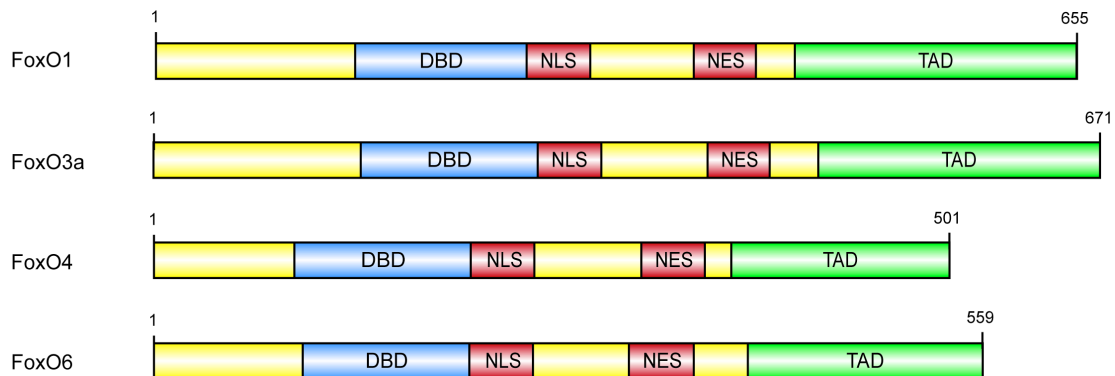 1 655
FoxO1 DBD NLS NES TAD
1 671
FoxO3a DBD NLS NES TAD
1 501
FoxO4 DBD NLS NES TAD
1 559
FoxO6 DBD NLS NES TAD